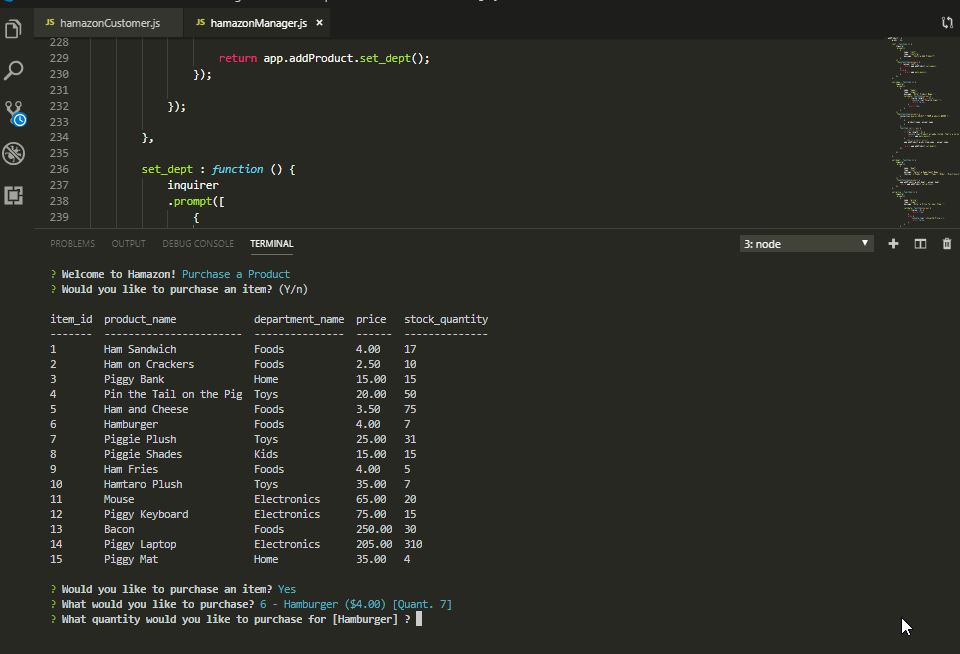 JS hamazonCustomer.js JS hamazonManager.js ×
228
229 return app.addProduct.set_dept();
230 });
231
232 });
233
234 },
235
236 set_dept : function () {
237 inquirer
238 .prompt([
239 {
PROBLEMS OUTPUT DEBUG CONSOLE TERMINAL 3: node
? Welcome to Hamazon! Purchase a Product
? Would you like to purchase an item? (Y/n)
item_id product_name department_name price stock_quantity
------- ----------------------- --------------- ------ --------------
1 Ham Sandwich Foods 4.00 17
2 Ham on Crackers Foods 2.50 10
3 Piggy Bank Home 15.00 15
4 Pin the Tail on the Pig Toys 20.00 50
5 Ham and Cheese Foods 3.50 75
6 Hamburger Foods 4.00 7
7 Piggie Plush Toys 25.00 31
8 Piggie Shades Kids 15.00 15
9 Ham Fries Foods 4.00 5
10 Hamtaro Plush Toys 35.00 7
11 Mouse Electronics 65.00 20
12 Piggy Keyboard Electronics 75.00 15
13 Bacon Foods 250.00 30
14 Piggy Laptop Electronics 205.00 310
15 Piggy Mat Home 35.00 4
? Would you like to purchase an item? Yes
? What would you like to purchase? 6 - Hamburger ($4.00) [Quant. 7]
? What quantity would you like to purchase for [Hamburger] ?